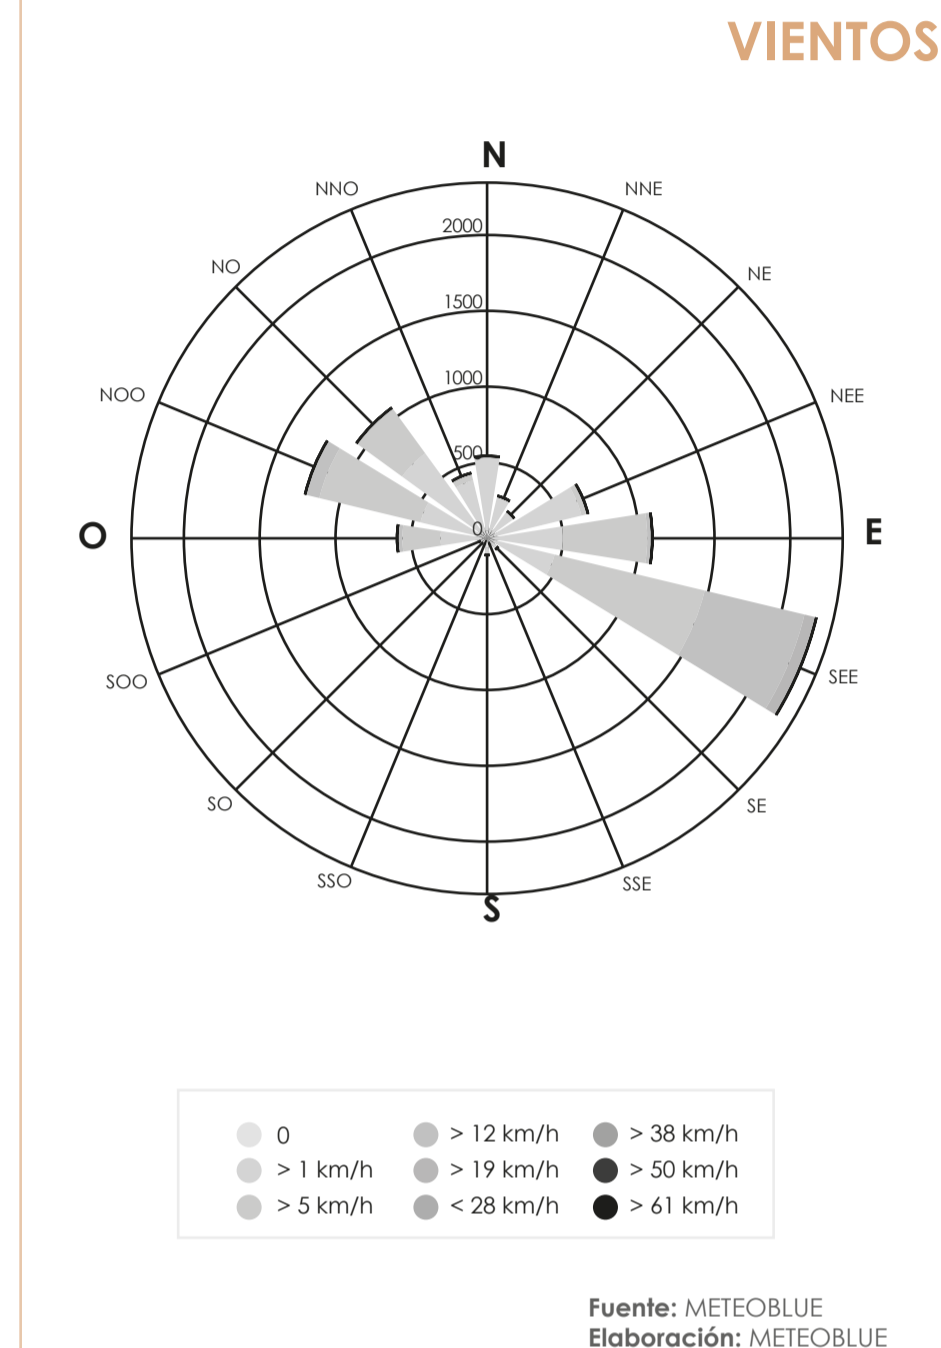 VIENTOS
N
NNO
NNE
2000
NO
NE
1500
1000
NOO
NEE
500
0
O
E
SOO
SEE
SO
SE
SSO
SSE
S
0
> 12 km/h
> 38 km/h
> 1 km/h
> 19 km/h
> 50 km/h
> 5 km/h
< 28 km/h
> 61 km/h
Fuente: METEOBLUE
Elaboración: METEOBLUE